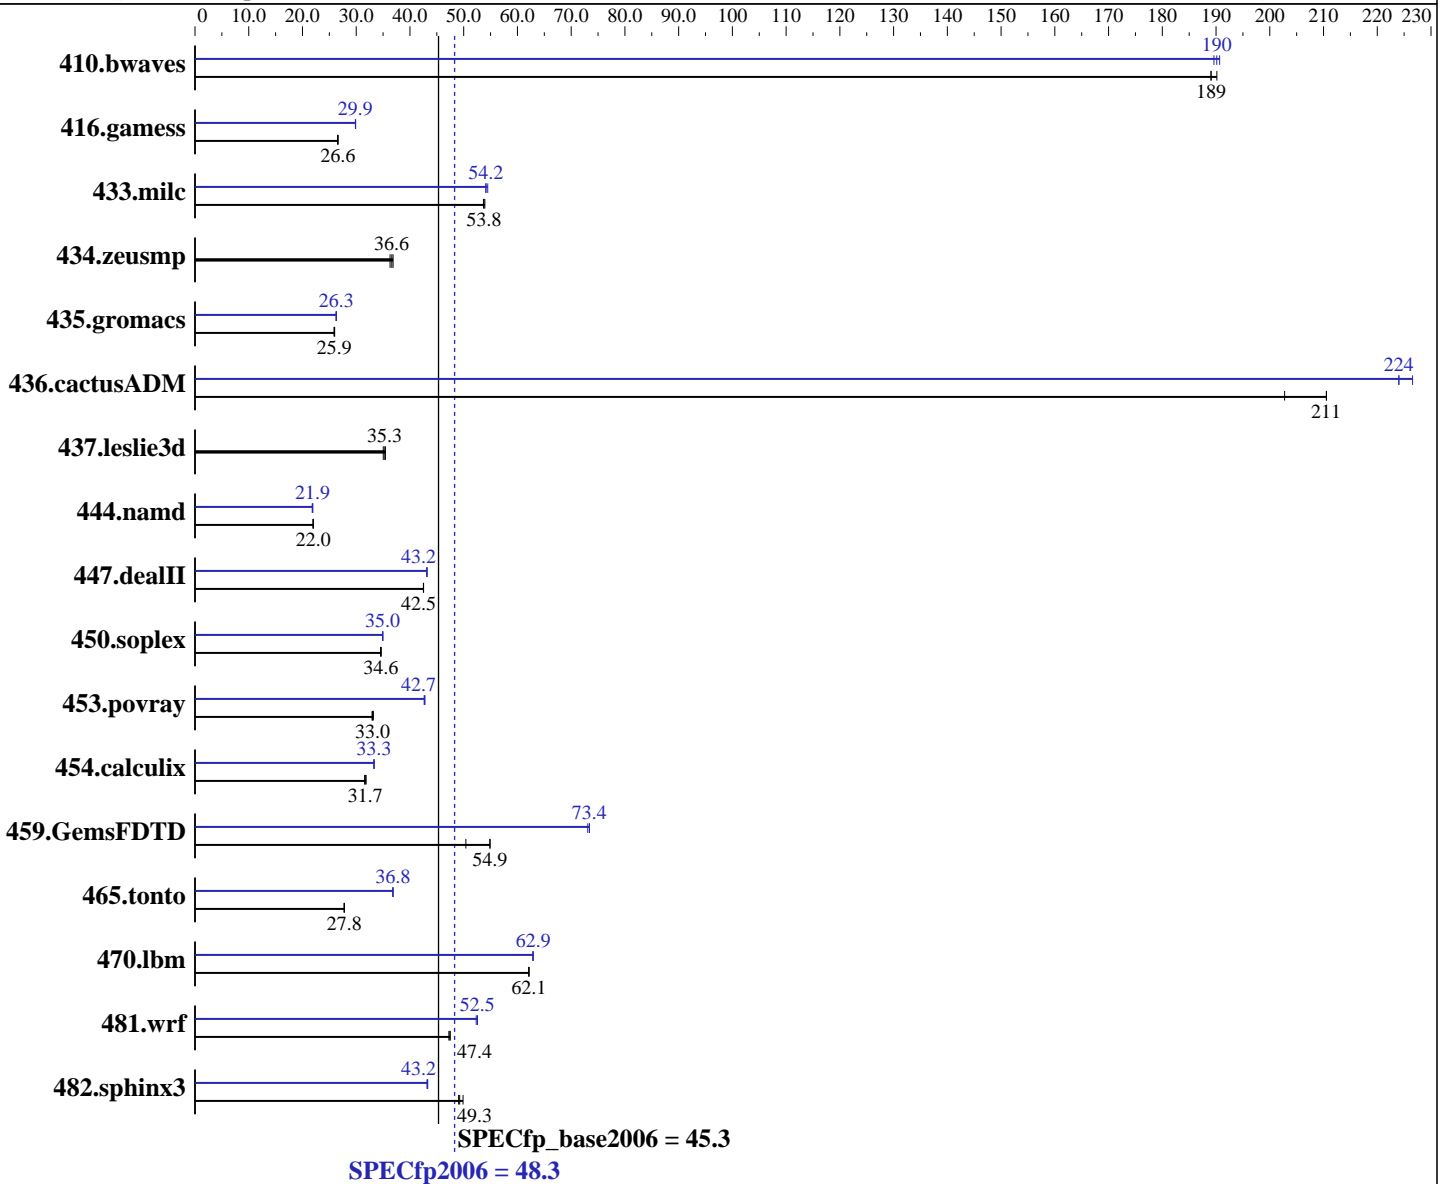 0 10.0 20.0 30.0 40.0 50.0 60.0 70.0 80.0 90.0 100 110 120 130 140 150 160 170 180 190 200 210 220 230
190
410.bwaves
189
29.9
416.gamess
26.6
54.2
433.milc
53.8
36.6
434.zeusmp
26.3
435.gromacs
25.9
224
436.cactusADM
211
35.3
437.leslie3d
21.9
444.namd
22.0
43.2
447.dealII
42.5
35.0
450.soplex
34.6
42.7
453.povray
33.0
33.3
454.calculix
31.7
73.4
459.GemsFDTD
54.9
36.8
465.tonto
27.8
62.9
470.lbm
62.1
52.5
481.wrf
47.4
43.2
482.sphinx3
49.3
SPECfp_base2006 = 45.3
SPECfp2006 = 48.3